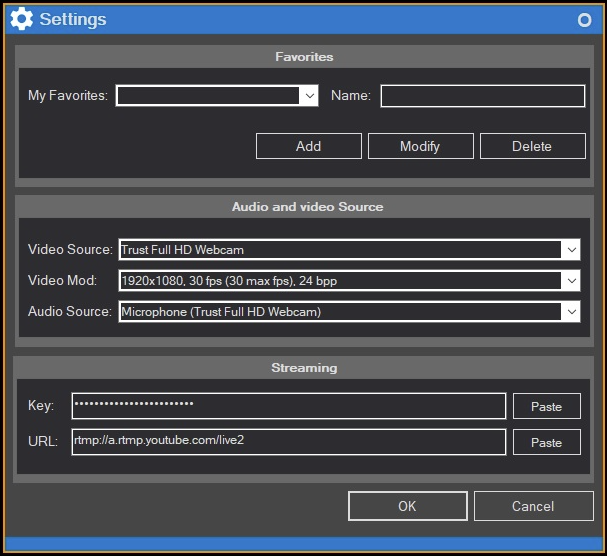 Settings
Favorites
My Favorites: Name:
Add Modify Delete
Audio and video Source
Video Source: Trust Full HD Webcam
Video Mod: 1920x1080, 30 fps (30 max fps), 24 bpp
Audio Source: Microphone (Trust Full HD Webcam)
Streaming
Key: •••••••••••••••••••••••• Paste
URL: rtmp://a.rtmp.youtube.com/live2 Paste
OK Cancel